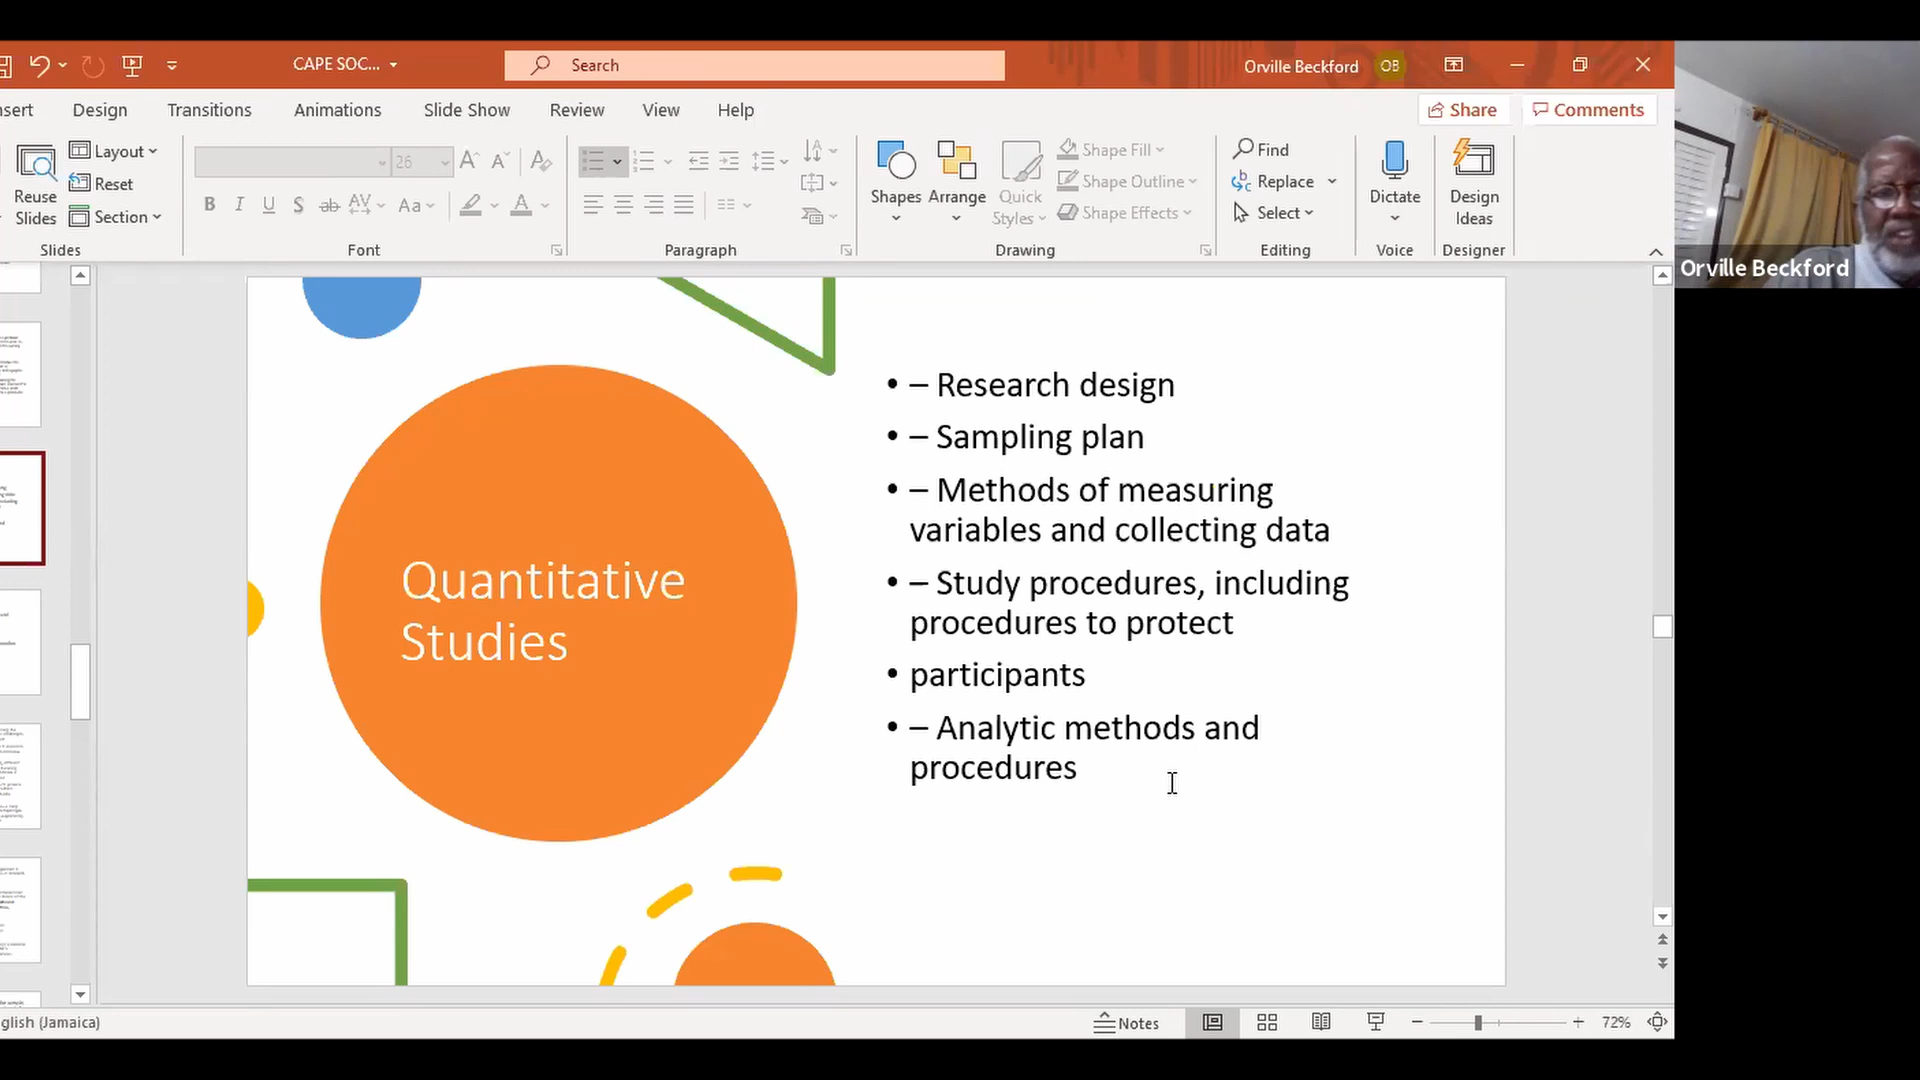 CAPE SOC...
Search
Orville Beckford
OB
Design
Transitions
Animations
Slide Show
Review
View
Help
Share
Comments
Layout
26
Reuse
Slides
Reset
Section
B I U S ab AV Aa A
Shapes
Arrange
Quick
Styles
Shape Fill
Shape Outline
Shape Effects
Find
Replace
Select
Dictate
Design
Ideas
Slides
Font
Paragraph
Drawing
Editing
Voice
Designer
Orville Beckford
Quantitative
Studies
• – Research design
• – Sampling plan
• – Methods of measuring
variables and collecting data
• – Study procedures, including
procedures to protect
• participants
• – Analytic methods and
procedures
glish (Jamaica)
Notes
72%